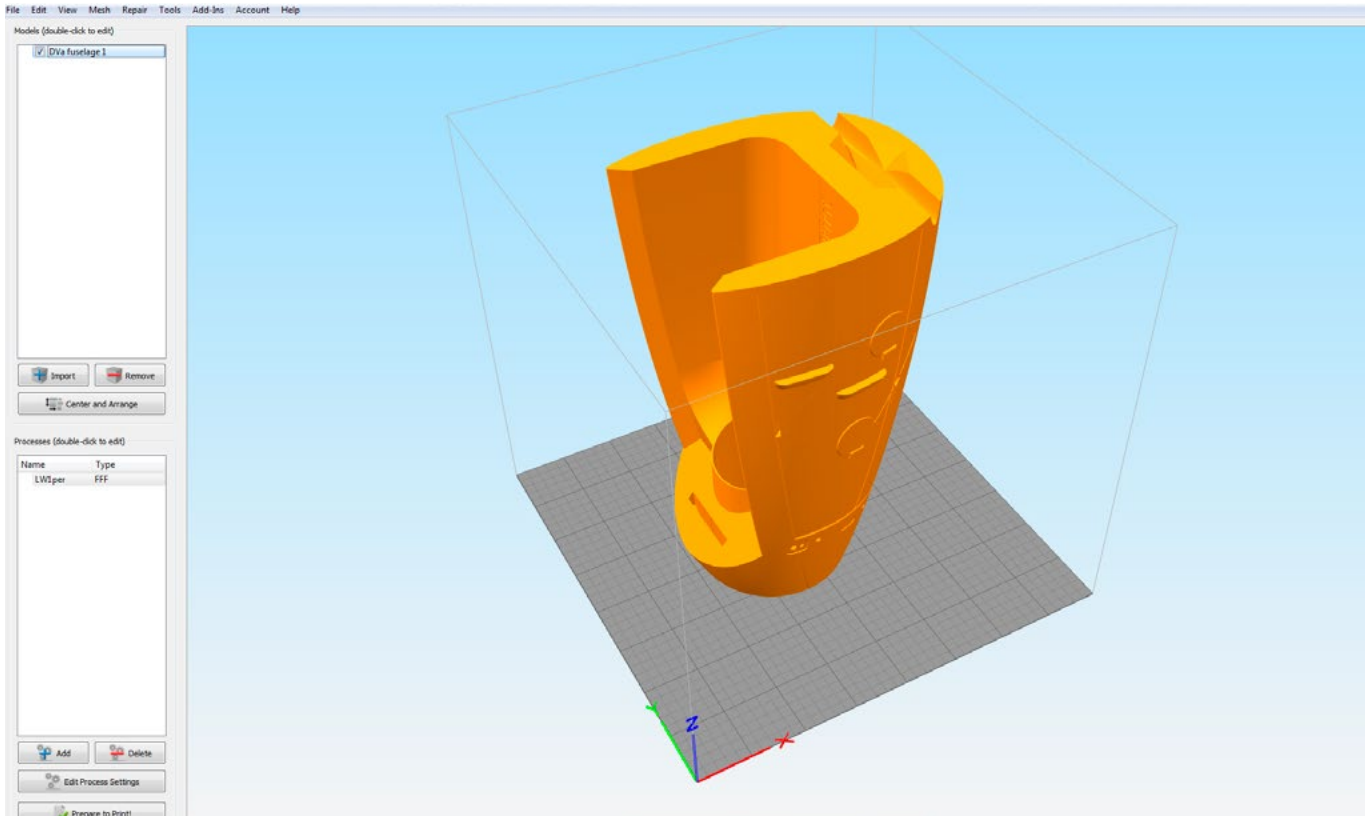 File Edit View Mesh Repair Tools Add-Ins Account Help
Models (double-click to edit)
DVa fuselage 1
Import Remove
Center and Arrange
Processes (double-click to edit)
Name Type
LW1per FFF
Add Delete
Edit Process Settings
Prepare to Print!
Y
Z
X